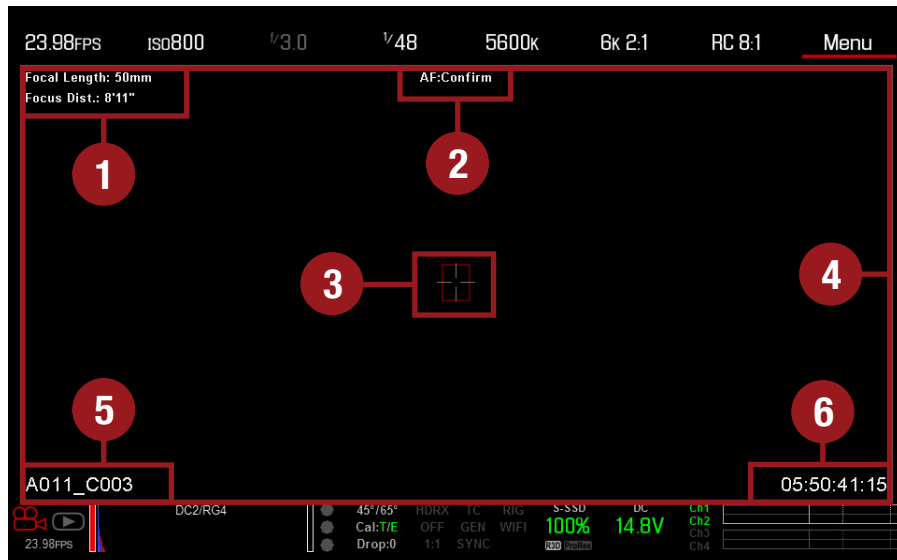 23.98FPS ISO800 f/3.0 1/48 5600K 6K 2:1 RC 8:1 Menu
Focal Length: 50mm
Focus Dist.: 8'11"
AF:Confirm
1
2
3
4
5
6
A011_C003
05:50:41:15
DC2/RG4
45°/65° HDRX TC RIG S-SSD DC Ch1
Cal:T/E OFF GEN WIFI 100% 14.8V Ch2
Ch3
23.98FPS Drop:0 1:1 SYNC R3D ProRes Ch4